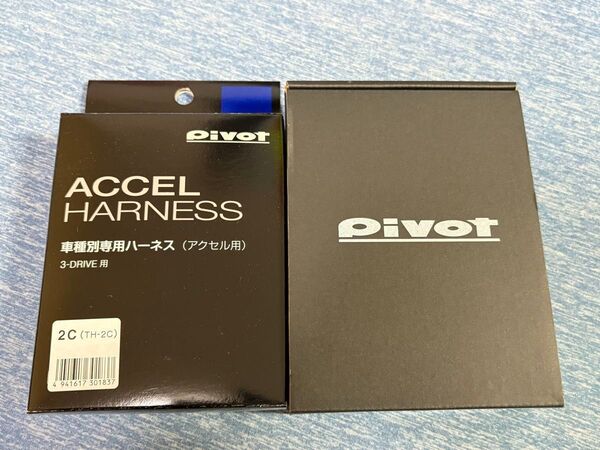 pivot
ACCEL
HARNESS
車種別専用ハーネス（アクセル用）
3-DRIVE 用
2C（TH-2C）
4 941617 301837
pivot